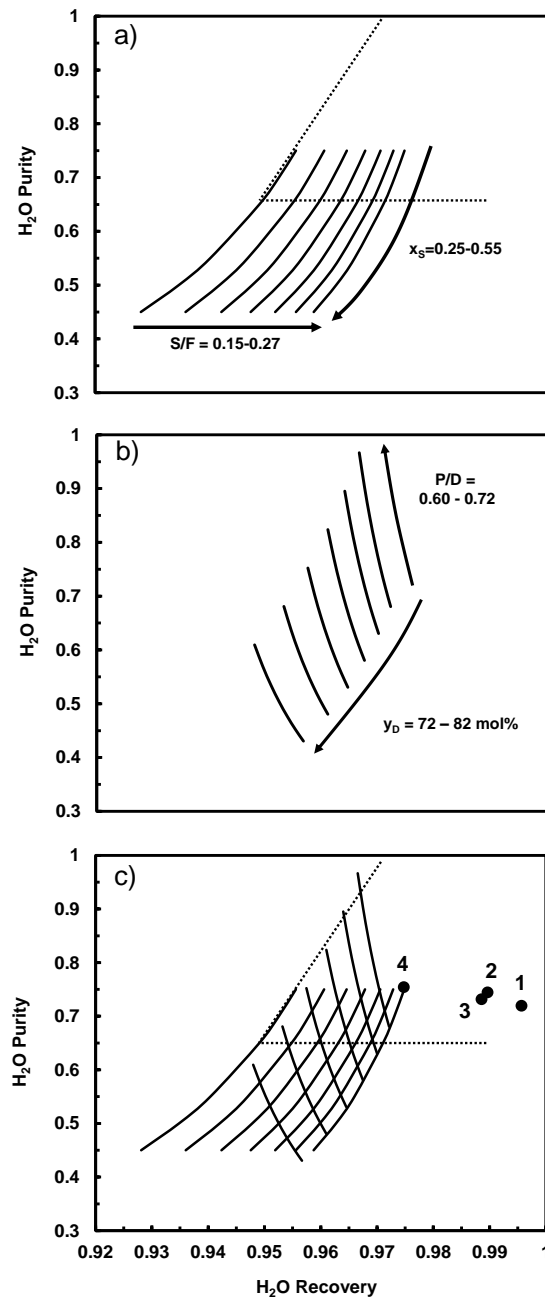 a)
1
0.9
0.8
0.7
0.6
0.5
0.4
0.3
H₂O Purity
xS=0.25-0.55
S/F = 0.15-0.27
b)
1
0.9
0.8
0.7
0.6
0.5
0.4
0.3
H₂O Purity
P/D =
0.60 - 0.72
yD = 72 – 82 mol%
c)
1
0.9
0.8
0.7
0.6
0.5
0.4
0.3
H₂O Purity
4
2
3
1
0.92 0.93 0.94 0.95 0.96 0.97 0.98 0.99 1
H₂O Recovery